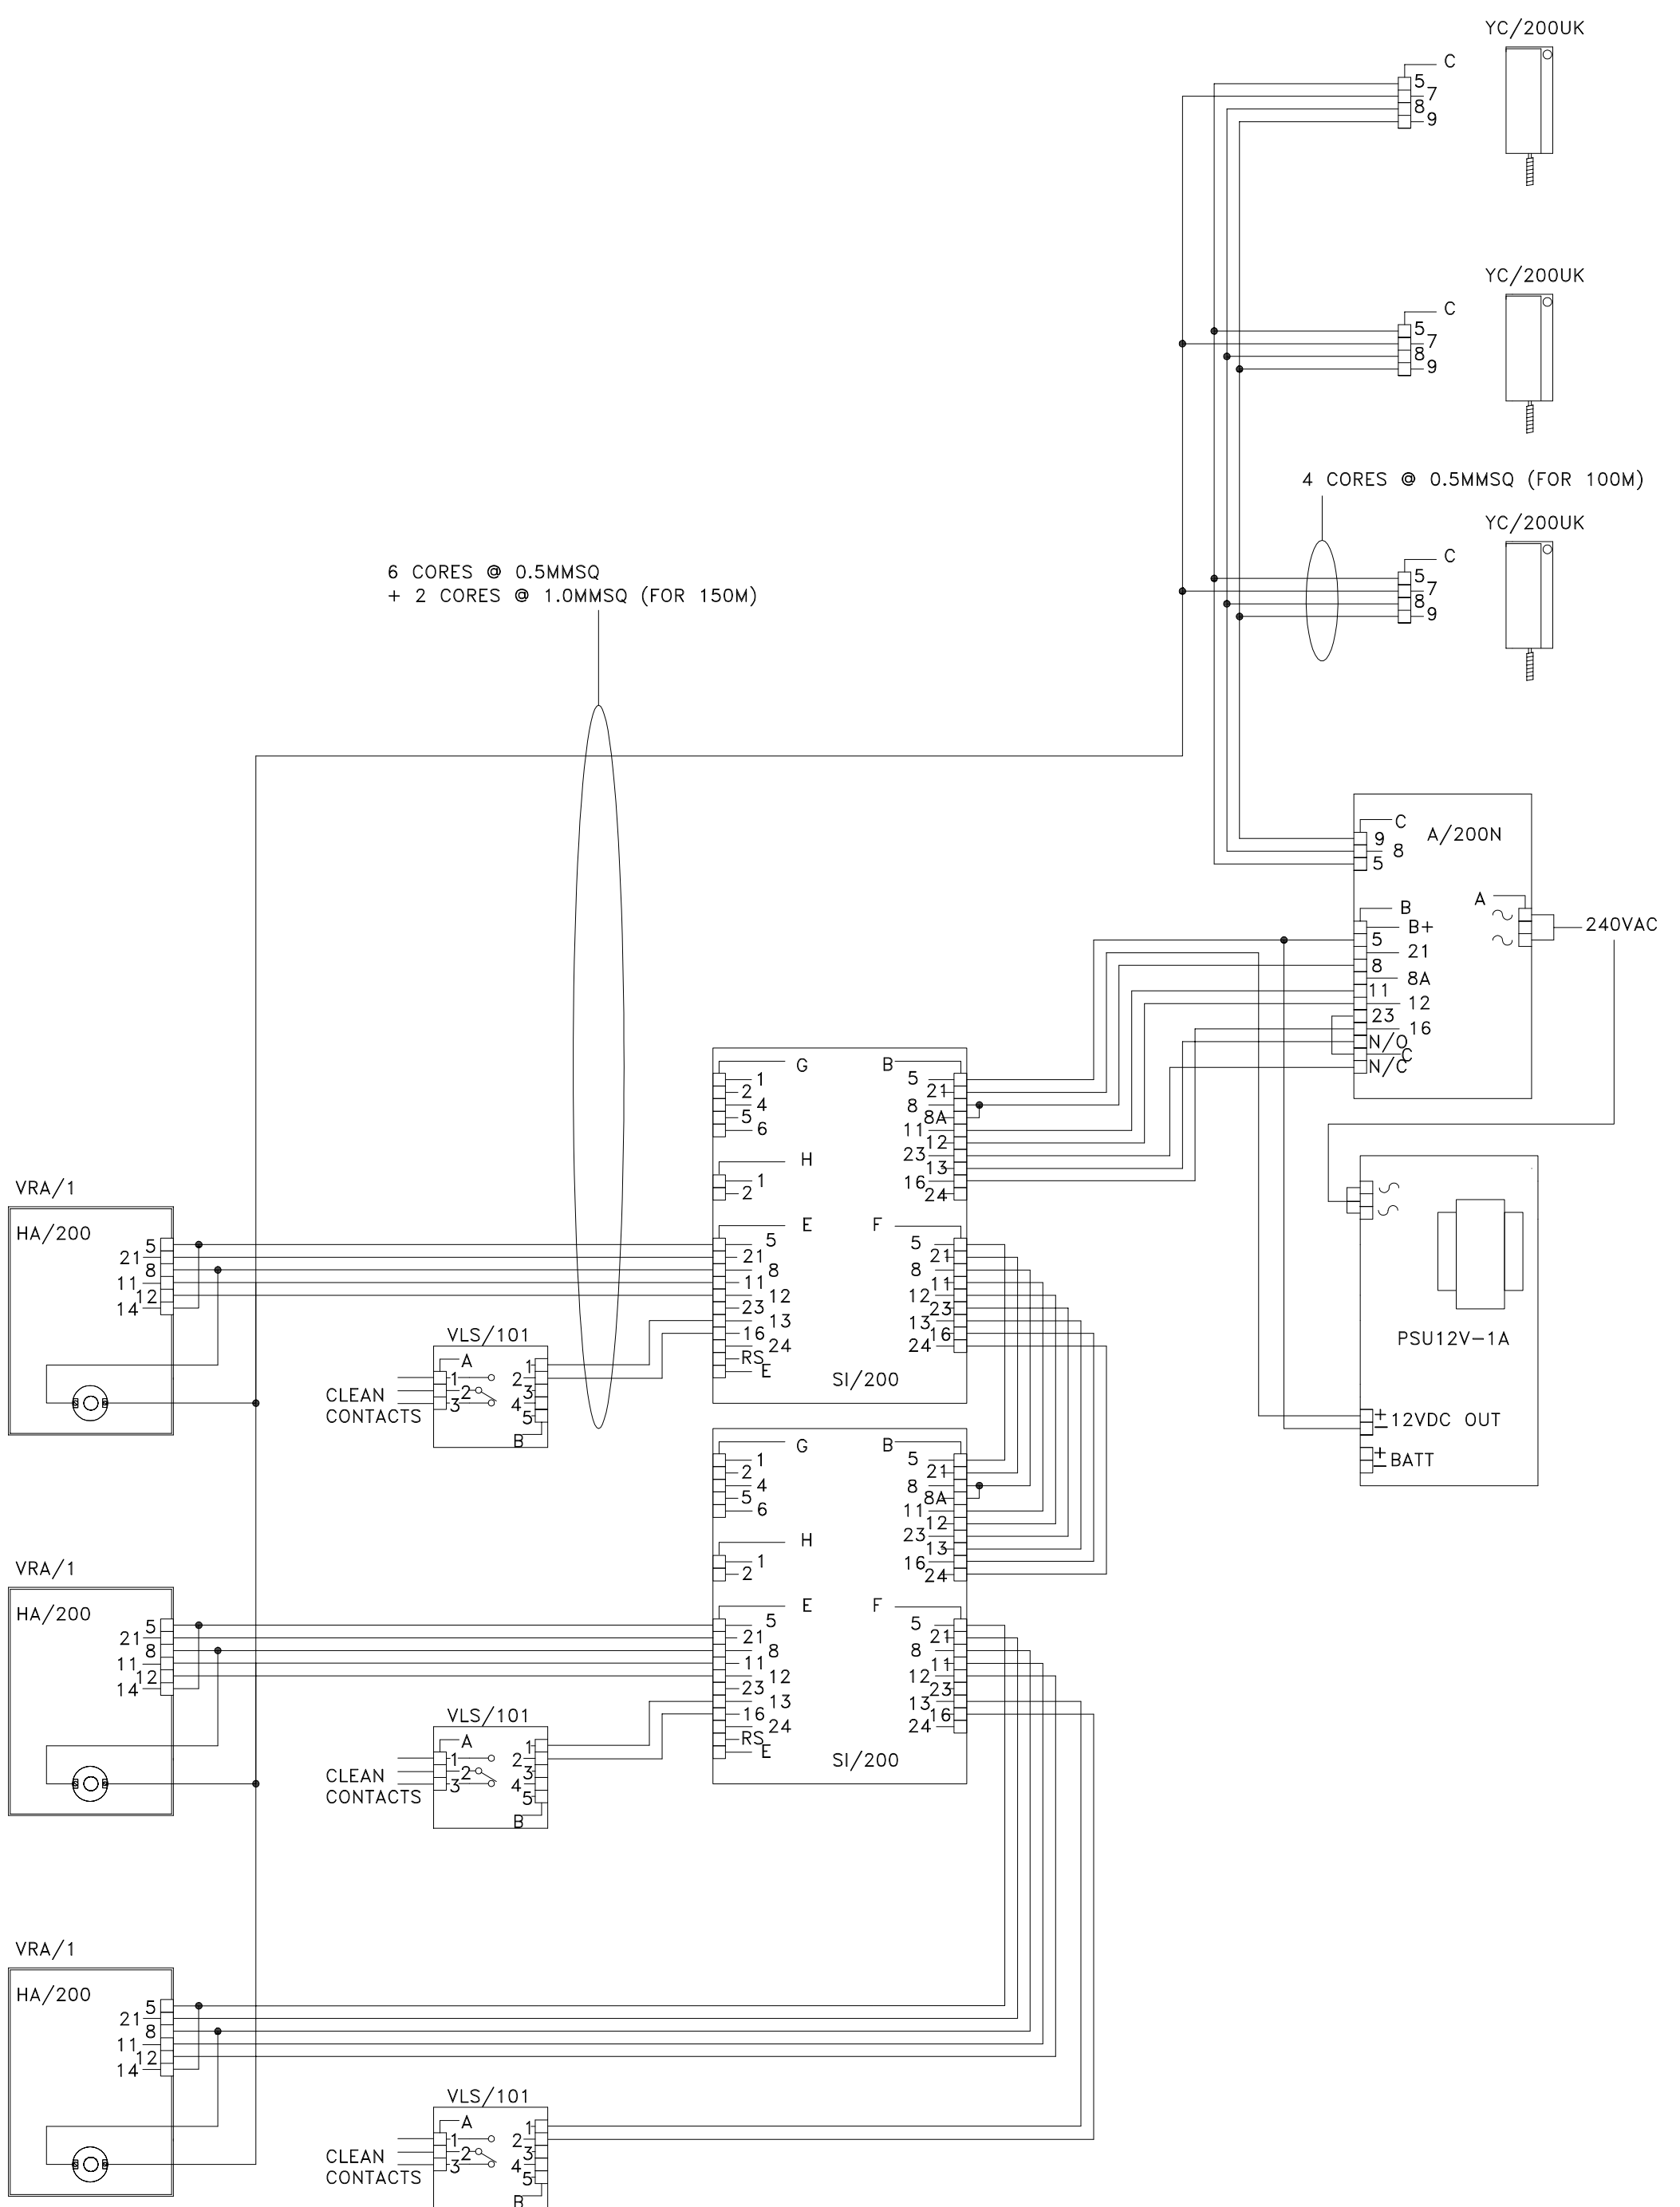 YC/200UK
C
5
7
8
9
YC/200UK
C
5
7
8
9
4 CORES @ 0.5MMSQ (FOR 100M)
YC/200UK
C
5
7
8
9
6 CORES @ 0.5MMSQ
+ 2 CORES @ 1.0MMSQ (FOR 150M)
A/200N
C
9
8
5
A
240VAC
B
B+
5
21
8
8A
11
12
23
16
N/O
C
N/C
G
1
2
4
5
6
H
1
2
B
5
21
8
8A
11
12
23
13
16
24
E
5
21
8
11
12
23
13
16
24
RS
E
F
5
21
8
11
12
23
13
16
24
SI/200
PSU12V-1A
+
- 12VDC OUT
+
- BATT
VRA/1
HA/200
5
21
8
11
12
14
VLS/101
A
1
2
3
1
2
3
4
5
B
CLEAN
CONTACTS
G
1
2
4
5
6
H
1
2
B
5
21
8
8A
11
12
23
13
16
24
E
5
21
8
11
12
23
13
16
24
RS
E
F
5
21
8
11
12
23
13
16
24
SI/200
VRA/1
HA/200
5
21
8
11
12
14
VLS/101
A
1
2
3
1
2
3
4
5
B
CLEAN
CONTACTS
VRA/1
HA/200
5
21
8
11
12
14
VLS/101
A
1
2
3
1
2
3
4
5
B
CLEAN
CONTACTS